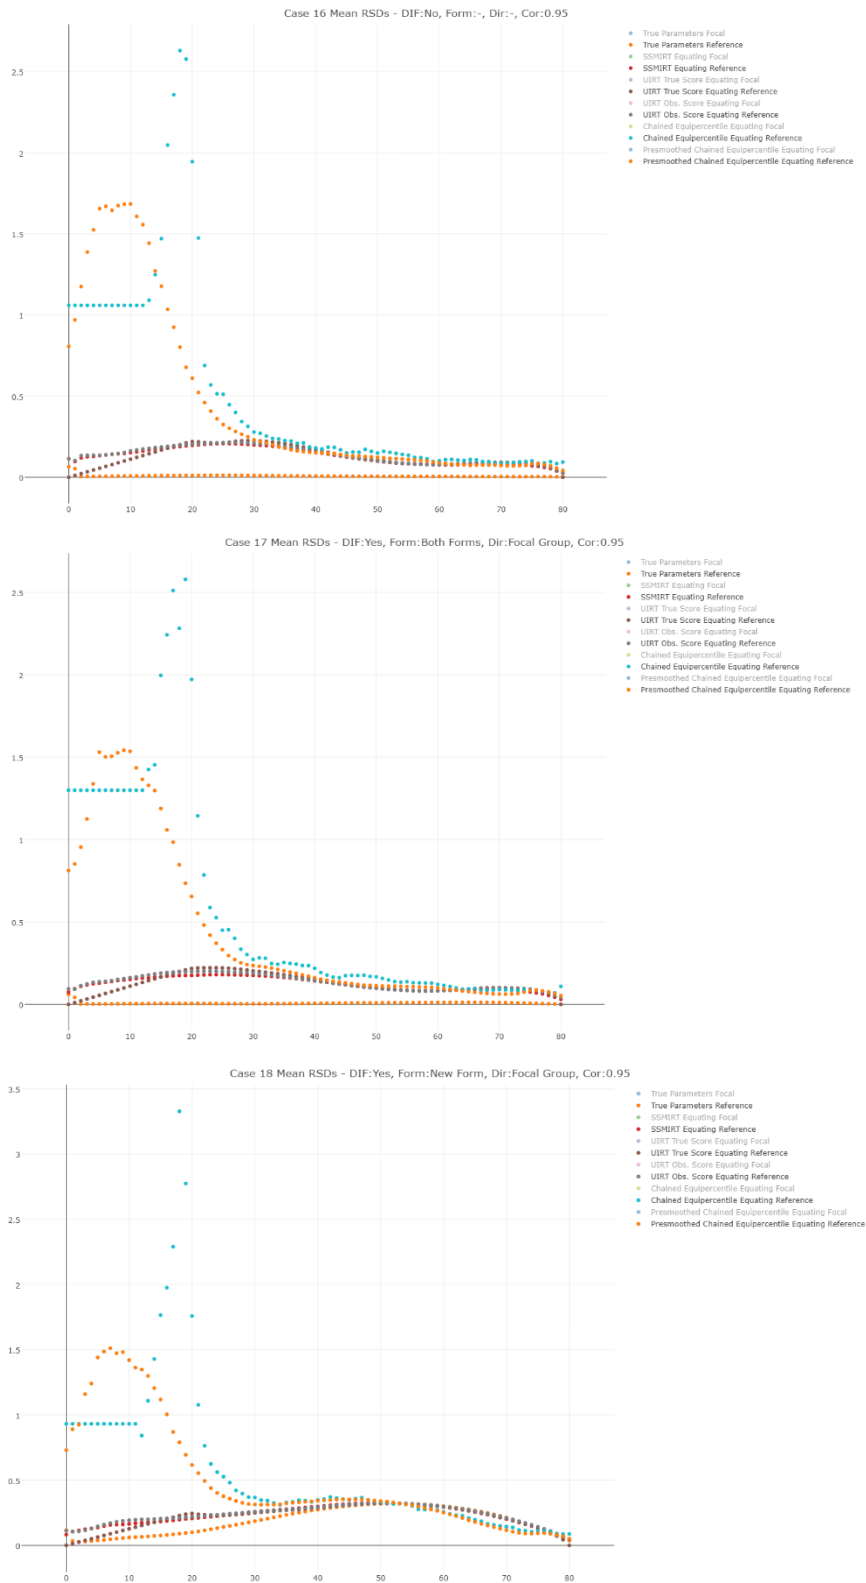 Case 16 Mean RSDs - DIF:No, Form:-, Dir:-, Cor:0.95
True Parameters Focal
True Parameters Reference
SSMIRT Equating Focal
SSMIRT Equating Reference
UIRT True Score Equating Focal
UIRT True Score Equating Reference
UIRT Obs. Score Equating Focal
UIRT Obs. Score Equating Reference
Chained Equipercentile Equating Focal
Chained Equipercentile Equating Reference
Presmoothed Chained Equipercentile Equating Focal
Presmoothed Chained Equipercentile Equating Reference
2.5
2
1.5
1
0.5
0
0 10 20 30 40 50 60 70 80
Case 17 Mean RSDs - DIF:Yes, Form:Both Forms, Dir:Focal Group, Cor:0.95
True Parameters Focal
True Parameters Reference
SSMIRT Equating Focal
SSMIRT Equating Reference
UIRT True Score Equating Focal
UIRT True Score Equating Reference
UIRT Obs. Score Equating Focal
UIRT Obs. Score Equating Reference
Chained Equipercentile Equating Focal
Chained Equipercentile Equating Reference
Presmoothed Chained Equipercentile Equating Focal
Presmoothed Chained Equipercentile Equating Reference
2.5
2
1.5
1
0.5
0
0 10 20 30 40 50 60 70 80
Case 18 Mean RSDs - DIF:Yes, Form:New Form, Dir:Focal Group, Cor:0.95
True Parameters Focal
True Parameters Reference
SSMIRT Equating Focal
SSMIRT Equating Reference
UIRT True Score Equating Focal
UIRT True Score Equating Reference
UIRT Obs. Score Equating Focal
UIRT Obs. Score Equating Reference
Chained Equipercentile Equating Focal
Chained Equipercentile Equating Reference
Presmoothed Chained Equipercentile Equating Focal
Presmoothed Chained Equipercentile Equating Reference
3.5
3
2.5
2
1.5
1
0.5
0
0 10 20 30 40 50 60 70 80